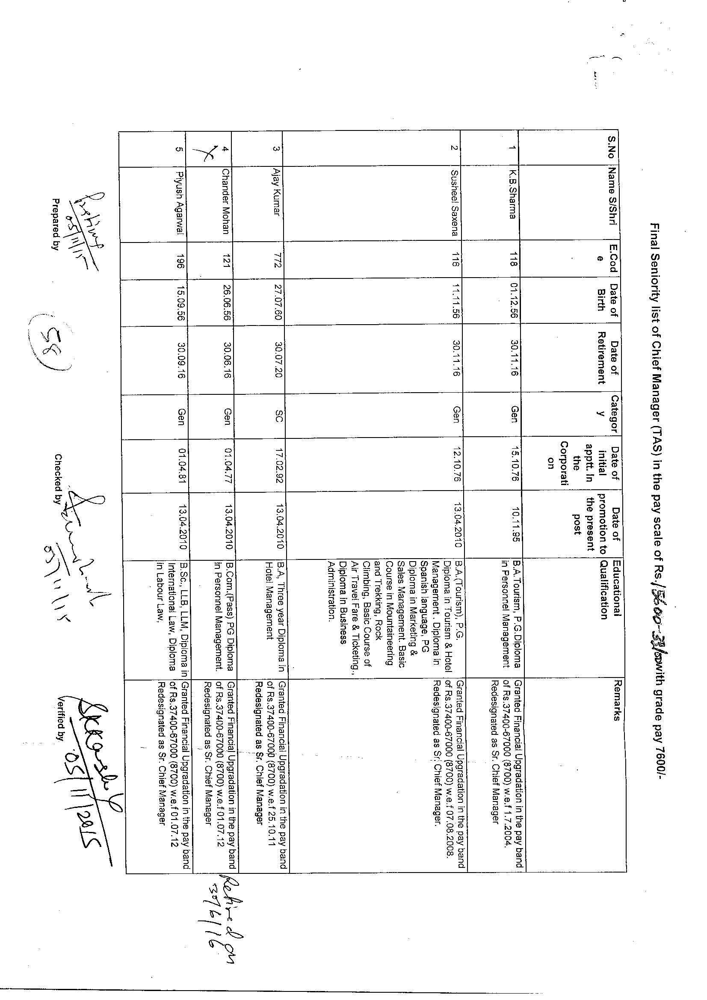 Final Seniority list of Chief Manager (TAS) in the pay scale of Rs. 15600-39100 with grade pay 7600/-
S.No Name S/Shri E.Cod Date of Date of Categor Date of Date of Educational Remarks
e Birth Retirement y initial promotion to Qualification
apptt. In the present
the post
Corporati
on
1 K.B.Sharma 118 01.12.56 30.11.16 Gen 15.10.76 10.11.95 B.A.Tourism, P.G.Diploma Granted Financial Upgradation in the pay band
in Personnel Management of Rs.37400-67000 (8700) w.e.f 1.7.2004.
Redesignated as Sr. Chief Manager
2 Susheel Saxena 116 11.11.56 30.11.16 Gen 12.10.76 13.04.2010 B.A.(Tourism), P.G. Granted Financial Upgradation in the pay band
Diploma in Tourism & Hotel of Rs.37400-67000 (8700) w.e.f 07.08.2008.
Management . Diploma in Redesignated as Sr. Chief Manager.
Spanish language, PG
Diploma in Marketing &
Sales Management. Basic
Course in Mountaineering
and Trekking, Rock
Climbing, Basic Course of
Air Travel Fare & Ticketing.,
Diploma in Business
Administration.
3 Ajay Kumar 772 27.07.60 30.07.20 SC 17.02.92 13.04.2010 B.A, Three year Diploma in Granted Financial Upgradation in the pay band
Hotel Management of Rs.37400-67000 (8700) w.e.f 25.10.11
Redesignated as Sr. Chief Manager
4 Chander Mohan 121 26.06.56 30.06.16 Gen 01.04.77 13.04.2010 B.Com.(Pass) PG Diploma Granted Financial Upgradation in the pay band Retired on
X in Personnel Management. of Rs.37400-67000 (8700) w.e.f 01.07.12 30/6/16
Redesignated as Sr. Chief Manager
5 Piyush Agarwal 196 15.09.56 30.09.16 Gen 01.04.81 13.04.2010 B.Sc., LLB, LLM, Diploma in Granted Financial Upgradation in the pay band
International Law, Diploma of Rs.37400-67000 (8700) w.e.f 01.07.12
in Labour Law, Redesignated as Sr. Chief Manager
05/11/15 05/11/15 05/11/2015
Prepared by Checked by Verified by
58